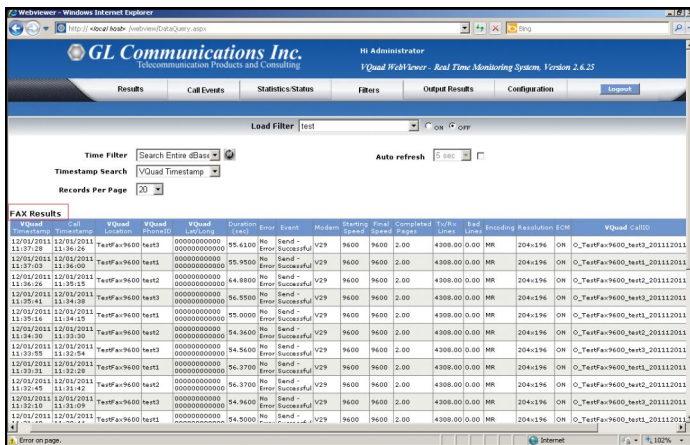 Webviewer - Windows Internet Explorer
http:// <local host> /webview/DataQuery.aspx
Bing
GL Communications Inc.
Telecommunication Products and Consulting
Hi Administrator
VQuad WebViewer - Real Time Monitoring System, Version 2.6.25
Results Call Events Statistics/Status Filters Output Results Configuration Logout
Load Filter test ON OFF
Time Filter Search Entire dBase
Auto refresh 5 sec
Timestamp Search VQuad Timestamp
Records Per Page 20
FAX Results
VQuad Timestamp Call Timestamp VQuad Location VQuad PhoneID VQuad Lat/Long Duration (sec) Error Event Modem Starting Speed Final Speed Completed Pages Tx/Rx Lines Bad Lines Encoding Resolution ECM VQuad CallID
12/01/2011 11:37:28 12/01/2011 11:36:26 TestFax9600 test3 00000000000 00000000000 55.6100 No Error Send - Successful V29 9600 9600 2.00 4308.00 0.00 MR 204x196 ON O_TestFax9600_test3_201112011
12/01/2011 11:37:03 12/01/2011 11:36:00 TestFax9600 test1 00000000000 00000000000 55.9500 No Error Send - Successful V29 9600 9600 2.00 4308.00 0.00 MR 204x196 ON O_TestFax9600_test1_201112011
12/01/2011 11:36:26 12/01/2011 11:35:15 TestFax9600 test2 00000000000 00000000000 64.8800 No Error Send - Successful V29 9600 9600 2.00 4308.00 0.00 MR 204x196 ON O_TestFax9600_test2_201112011
12/01/2011 11:35:41 12/01/2011 11:34:38 TestFax9600 test3 00000000000 00000000000 56.5500 No Error Send - Successful V29 9600 9600 2.00 4308.00 0.00 MR 204x196 ON O_TestFax9600_test3_201112011
12/01/2011 11:35:16 12/01/2011 11:34:15 TestFax9600 test1 00000000000 00000000000 55.0000 No Error Send - Successful V29 9600 9600 2.00 4308.00 0.00 MR 204x196 ON O_TestFax9600_test1_201112011
12/01/2011 11:34:30 12/01/2011 11:33:30 TestFax9600 test2 00000000000 00000000000 54.3600 No Error Send - Successful V29 9600 9600 2.00 4308.00 0.00 MR 204x196 ON O_TestFax9600_test2_201112011
12/01/2011 11:33:55 12/01/2011 11:32:54 TestFax9600 test3 00000000000 00000000000 54.5600 No Error Send - Successful V29 9600 9600 2.00 4308.00 0.00 MR 204x196 ON O_TestFax9600_test3_201112011
12/01/2011 11:33:31 12/01/2011 11:32:28 TestFax9600 test1 00000000000 00000000000 56.3700 No Error Send - Successful V29 9600 9600 2.00 4308.00 0.00 MR 204x196 ON O_TestFax9600_test1_201112011
12/01/2011 11:32:45 12/01/2011 11:31:42 TestFax9600 test2 00000000000 00000000000 56.3700 No Error Send - Successful V29 9600 9600 2.00 4308.00 0.00 MR 204x196 ON O_TestFax9600_test2_201112011
12/01/2011 11:32:10 12/01/2011 11:31:09 TestFax9600 test3 00000000000 00000000000 54.9600 No Error Send - Successful V29 9600 9600 2.00 4308.00 0.00 MR 204x196 ON O_TestFax9600_test3_201112011
12/01/2011 12/01/2011 TestFax9600 test1 00000000000 54.5000 No Send - V29 9600 9600 2.00 4308.00 0.00 MR 204x196 ON O_TestFax9600_test1_201112011
Error on page. Internet 102%